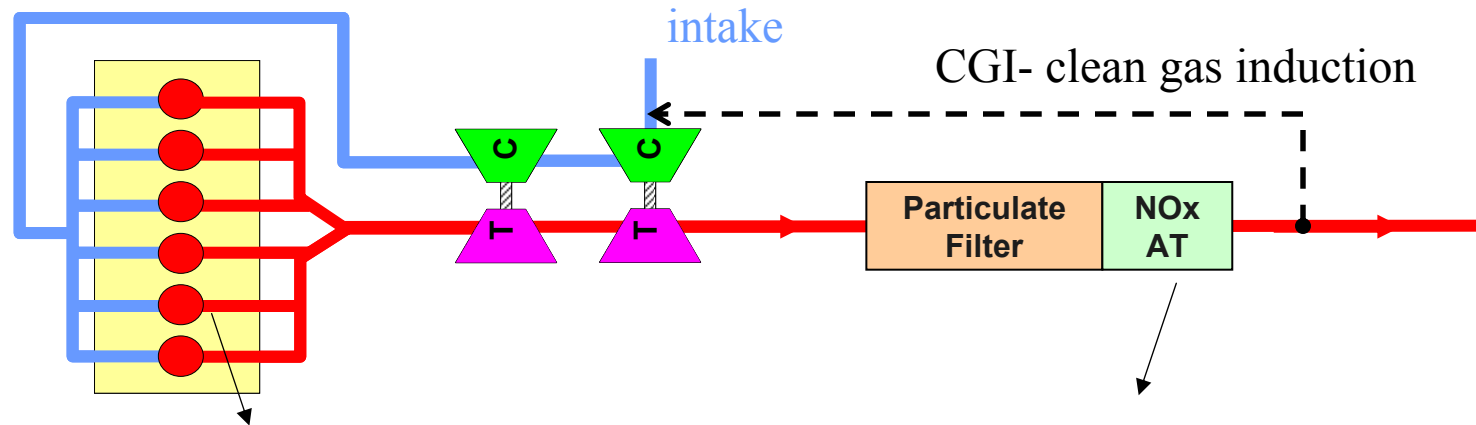 intake
CGI- clean gas induction
C
C
T
T
Particulate
Filter
NOx
AT